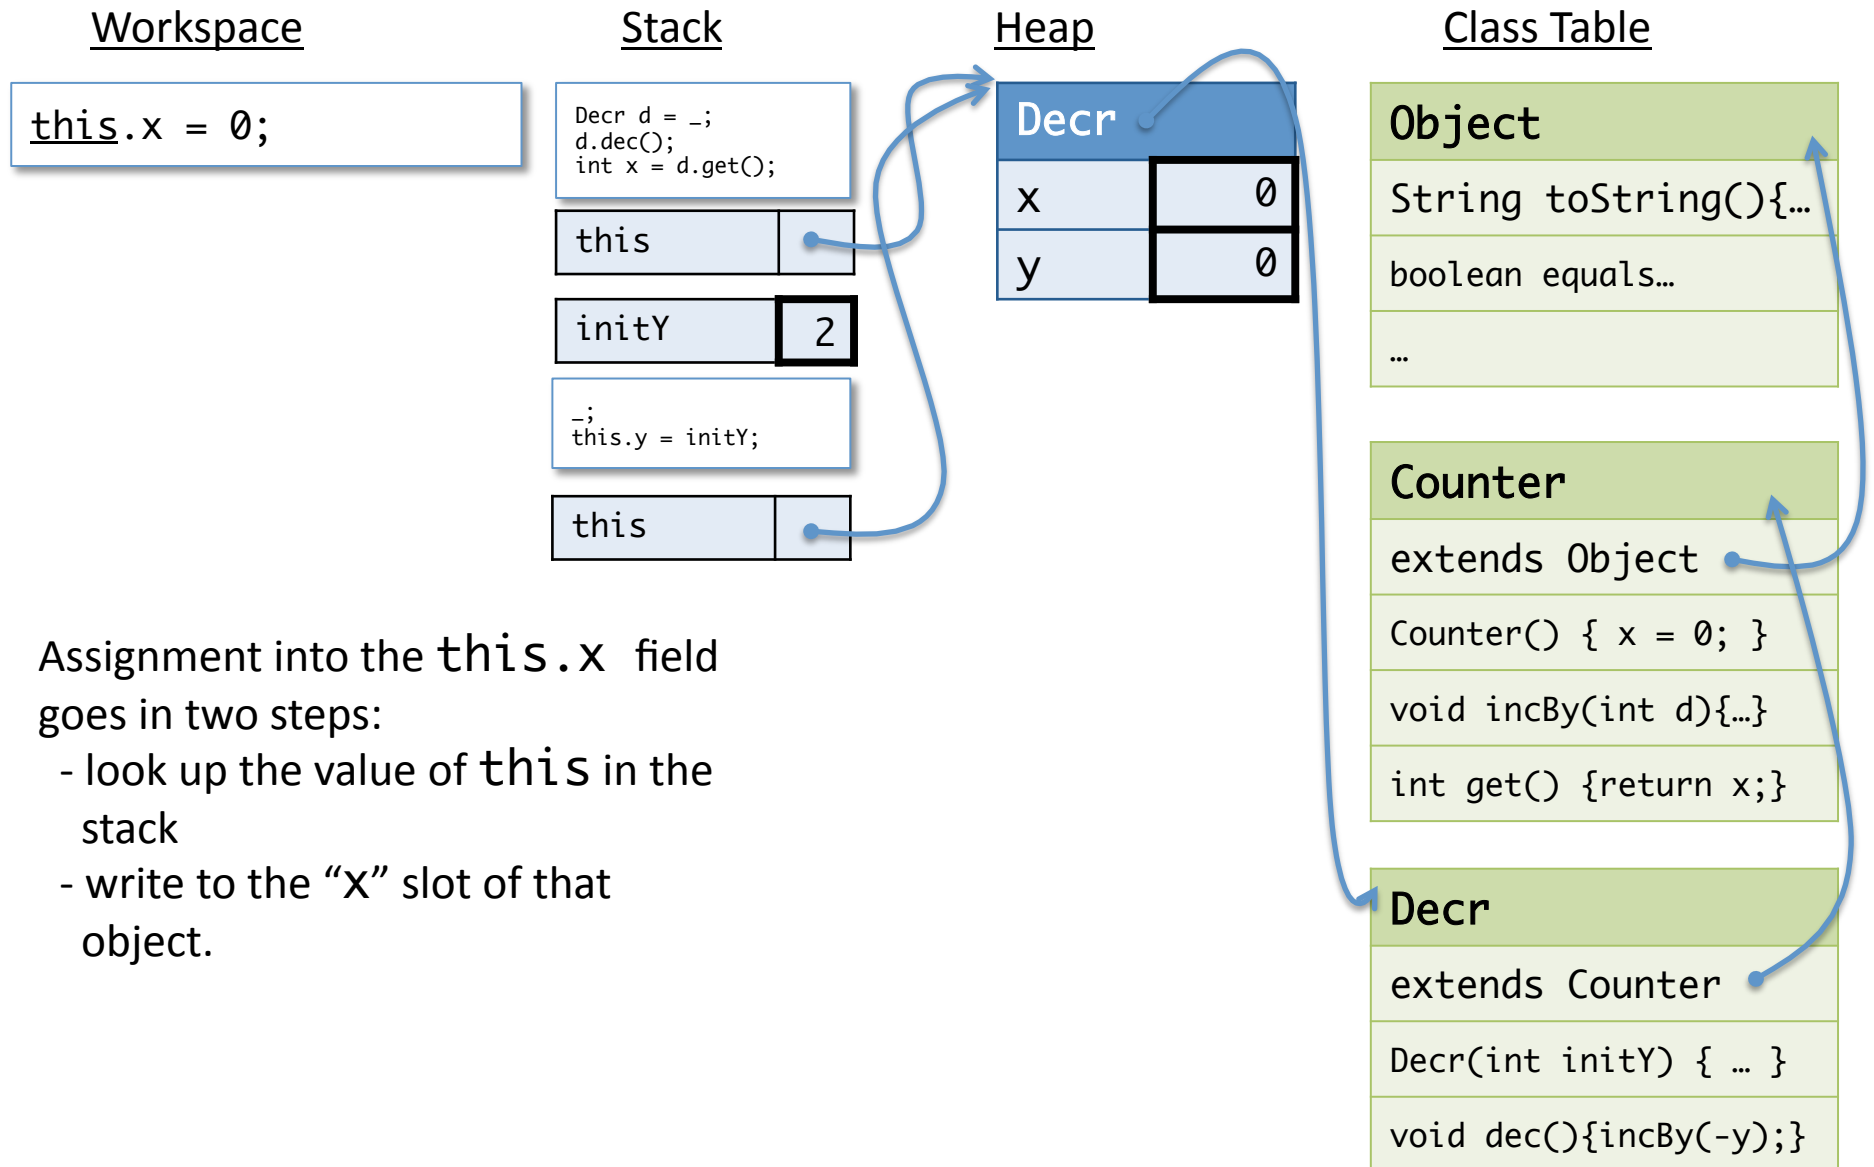 Workspace
this.x = 0;
Stack
Decr d = _;
d.dec();
int x = d.get();
this
initY 2
_;
this.y = initY;
this
Heap
Decr
x 0
y 0
Class Table
Object
String toString(){…
boolean equals…
…
Counter
extends Object
Counter() { x = 0; }
void incBy(int d){…}
int get() {return x;}
Decr
extends Counter
Decr(int initY) { … }
void dec(){incBy(-y);}
Assignment into the this.x field
goes in two steps:
- look up the value of this in the
stack
- write to the “x” slot of that
object.